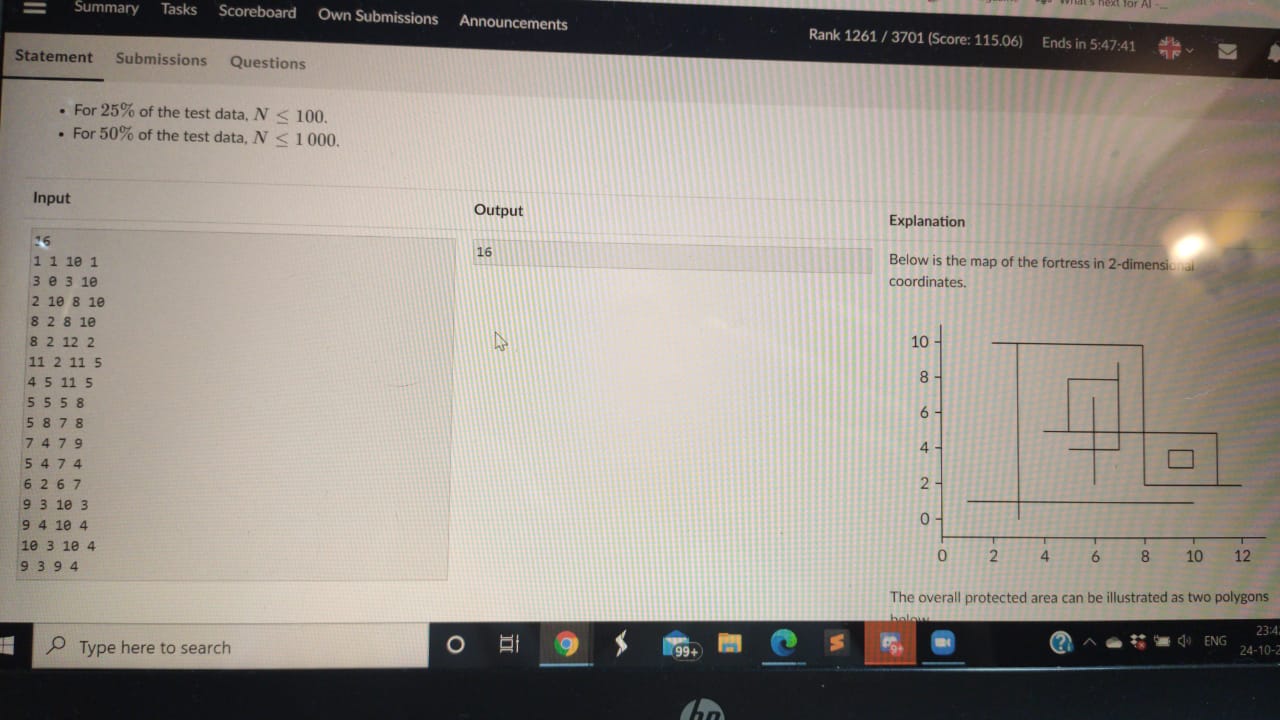 What's next for AI -...
Summary Tasks Scoreboard Own Submissions Announcements
Rank 1261 / 3701 (Score: 115.06) Ends in 5:47:41
Statement Submissions Questions
• For 25% of the test data, N ≤ 100.
• For 50% of the test data, N ≤ 1 000.
Input
Output
Explanation
16
1 1 10 1
3 0 3 10
2 10 8 10
8 2 8 10
8 2 12 2
11 2 11 5
4 5 11 5
5 5 5 8
5 8 7 8
7 4 7 9
5 4 7 4
6 2 6 7
9 3 10 3
9 4 10 4
10 3 10 4
9 3 9 4
16
Below is the map of the fortress in 2-dimensional
coordinates.
10
8
6
4
2
0
0 2 4 6 8 10 12
The overall protected area can be illustrated as two polygons
below
Type here to search
99+
9+
ENG
23:4
24-10-2
hp